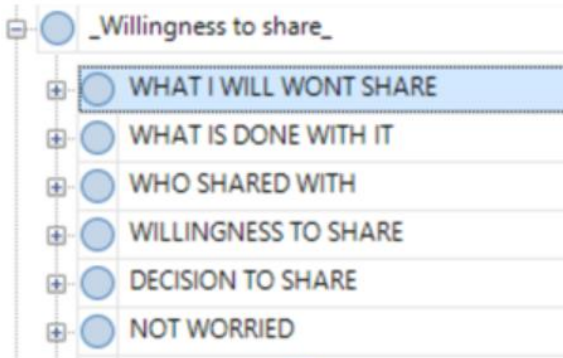 _Willingness to share_
WHAT I WILL WONT SHARE
WHAT IS DONE WITH IT
WHO SHARED WITH
WILLINGNESS TO SHARE
DECISION TO SHARE
NOT WORRIED